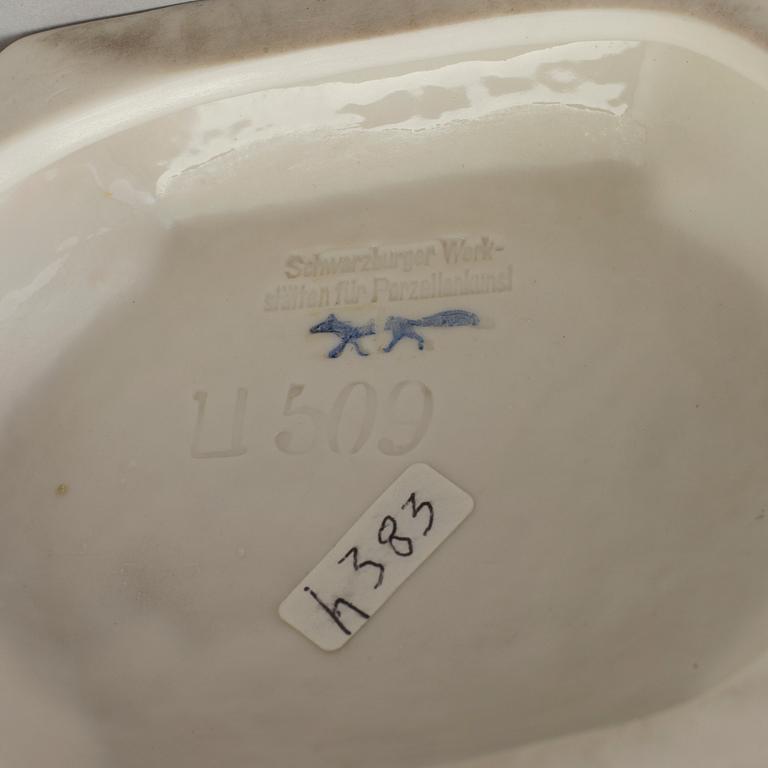 Schwarzburger Werk-
stätten für Porzellankunst
U 509
h383